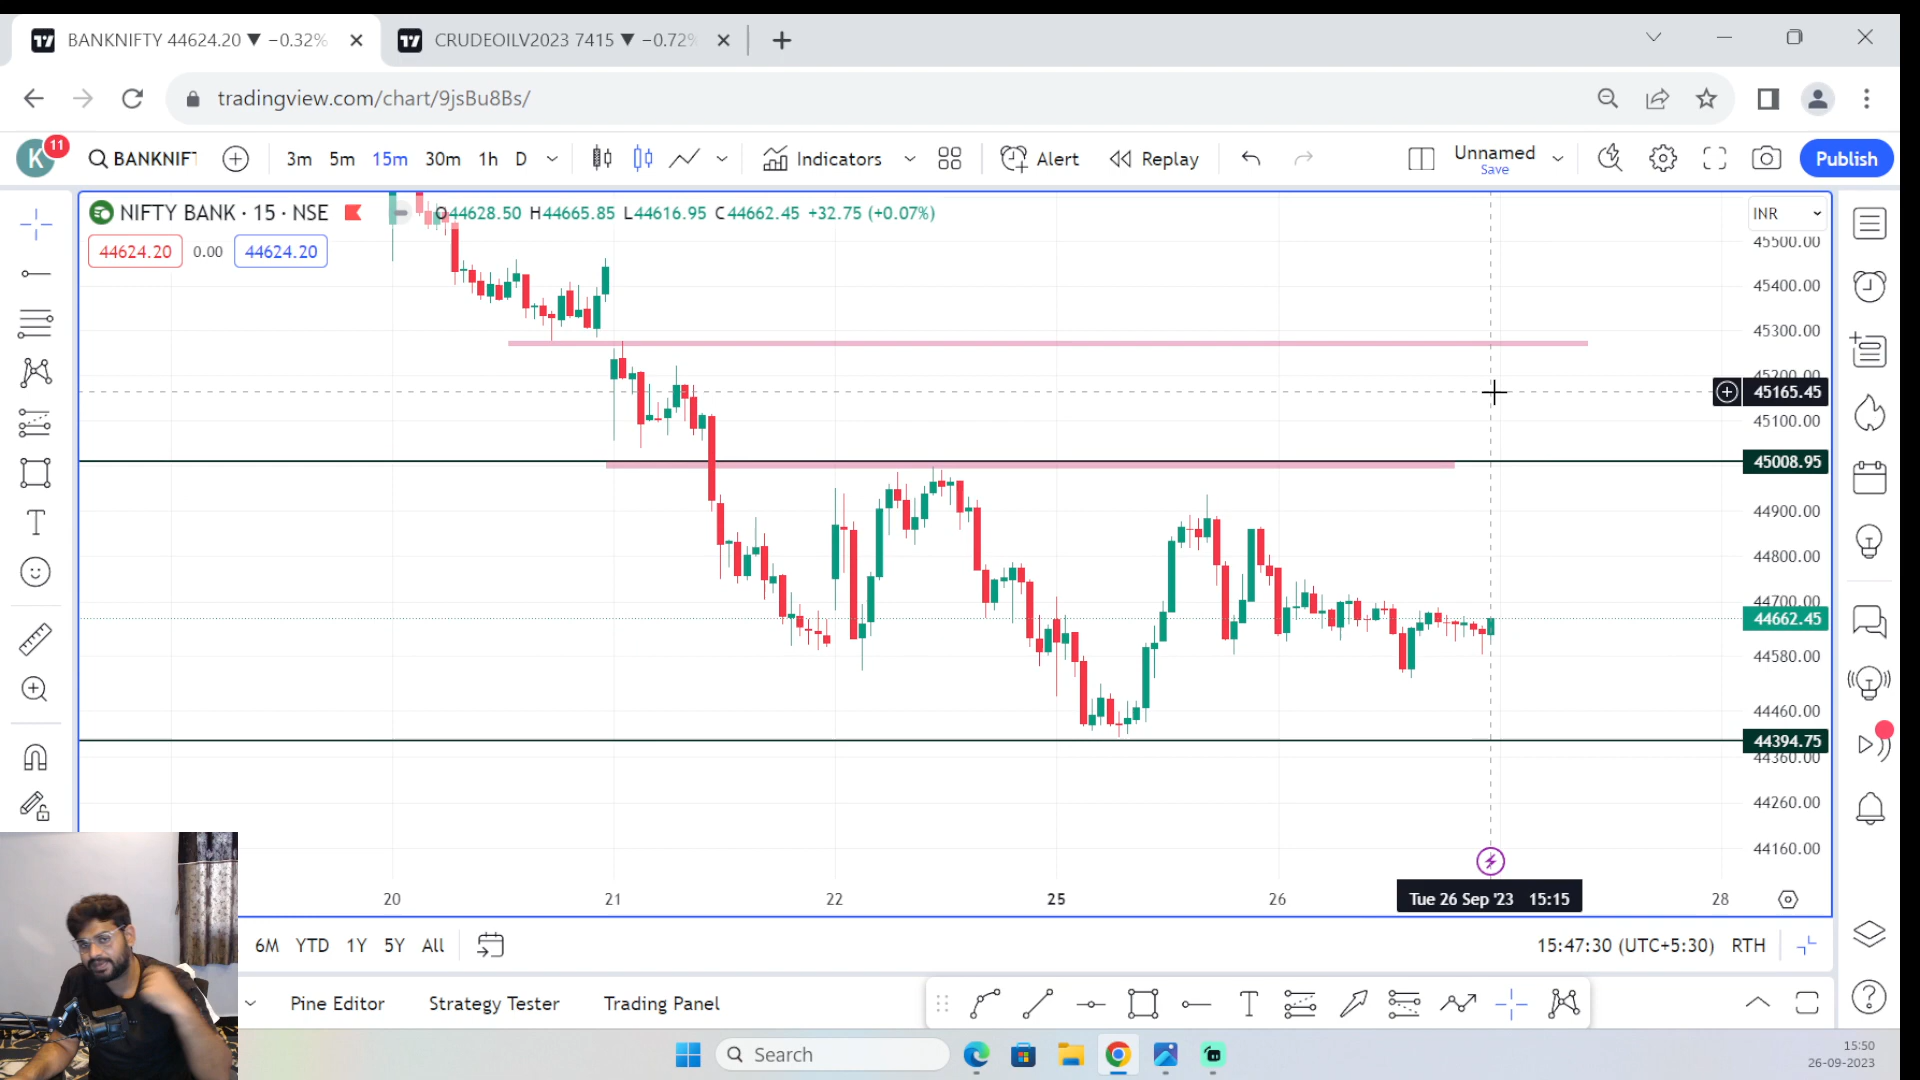 BANKNIFTY 44624.20 ▼ −0.32%
CRUDEOILV2023 7415 ▼ −0.72%
tradingview.com/chart/9jsBu8Bs/
K
11
BANKNIFT
3m 5m 15m 30m 1h D
Indicators
Alert
Replay
Unnamed
Save
Publish
NIFTY BANK · 15 · NSE
O44628.50 H44665.85 L44616.95 C44662.45 +32.75 (+0.07%)
INR
44624.20 0.00 44624.20
45500.00
45400.00
45300.00
45200.00
45165.45
45100.00
45008.95
44900.00
44800.00
44700.00
44662.45
44580.00
44460.00
44394.75
44360.00
44260.00
44160.00
20 21 22 25 26 Tue 26 Sep '23 15:15 28
6M YTD 1Y 5Y All
15:47:30 (UTC+5:30) RTH
Pine Editor Strategy Tester Trading Panel
Search
15:50
26-09-2023